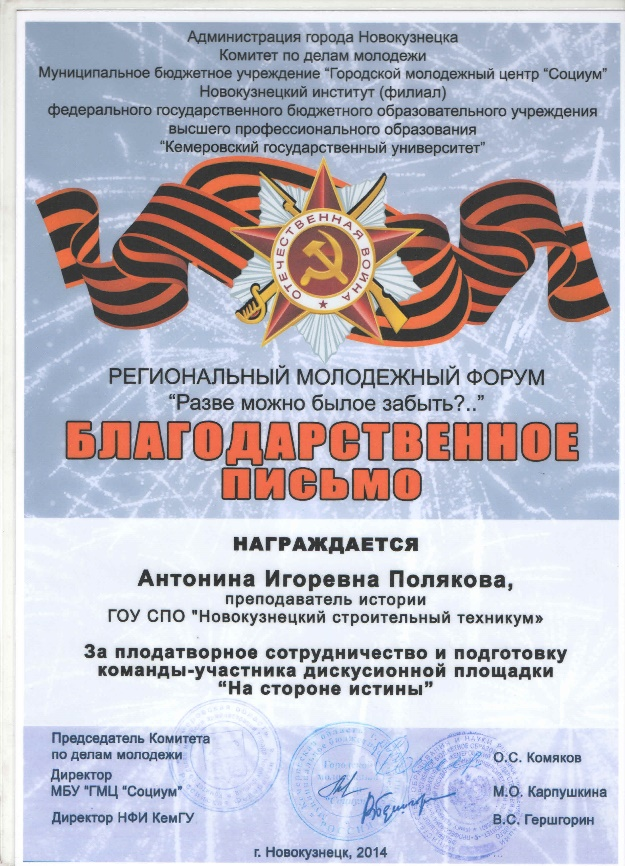 Администрация города Новокузнецка
Комитет по делам молодежи
Муниципальное бюджетное учреждение "Городской молодежный центр "Социум"
Новокузнецкий институт (филиал)
федерального государственного бюджетного образовательного учреждения
высшего профессионального образования
"Кемеровский государственный университет"
ОТЕЧЕСТВЕННАЯ ВОЙНА
РЕГИОНАЛЬНЫЙ МОЛОДЕЖНЫЙ ФОРУМ
"Разве можно былое забыть?.."
БЛАГОДАРСТВЕННОЕ
ПИСЬМО
НАГРАЖДАЕТСЯ
Антонина Игоревна Полякова,
преподаватель истории
ГОУ СПО "Новокузнецкий строительный техникум»
За плодатворное сотрудничество и подготовку
команды-участника дискусионной площадки
"На стороне истины"
Председатель Комитета
по делам молодежи
О.С. Комяков
Директор
МБУ "ГМЦ "Социум"
М.О. Карпушкина
Директор НФИ КемГУ
В.С. Гершгорин
г. Новокузнецк, 2014